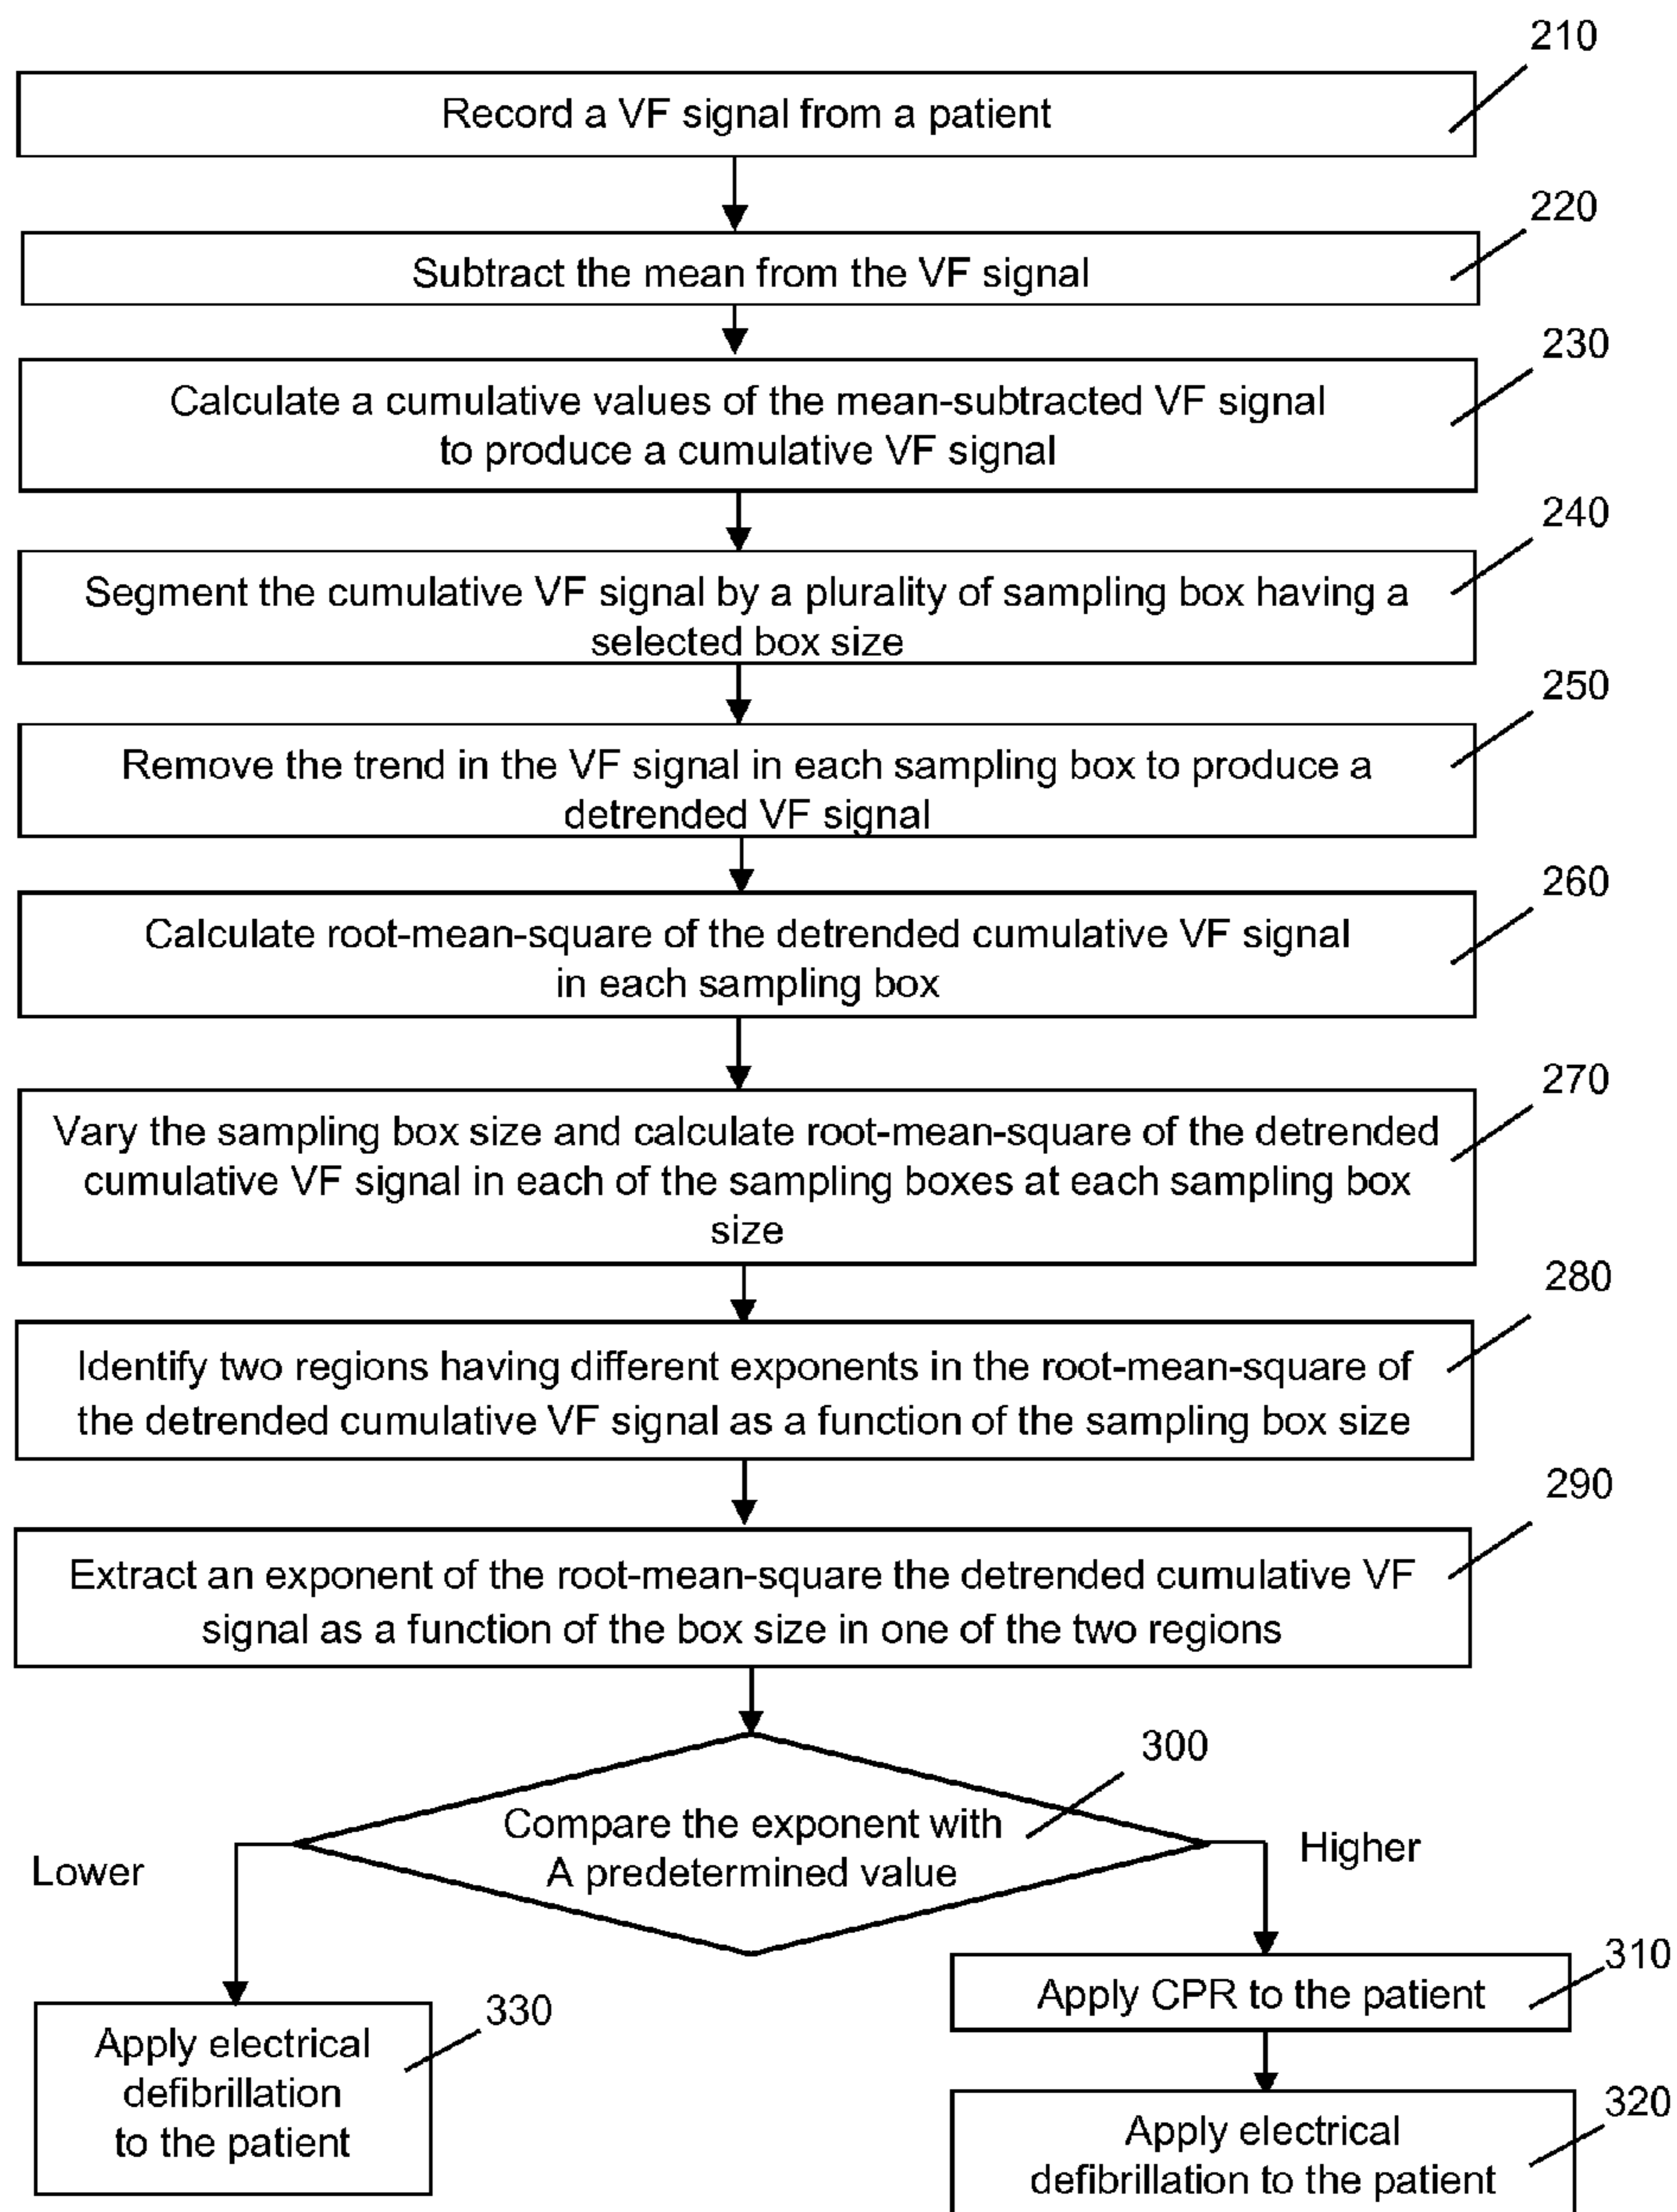 210
Record a VF signal from a patient
220
Subtract the mean from the VF signal
230
Calculate a cumulative values of the mean-subtracted VF signal
to produce a cumulative VF signal
240
Segment the cumulative VF signal by a plurality of sampling box having a
selected box size
250
Remove the trend in the VF signal in each sampling box to produce a
detrended VF signal
260
Calculate root-mean-square of the detrended cumulative VF signal
in each sampling box
270
Vary the sampling box size and calculate root-mean-square of the detrended
cumulative VF signal in each of the sampling boxes at each sampling box
size
280
Identify two regions having different exponents in the root-mean-square of
the detrended cumulative VF signal as a function of the sampling box size
290
Extract an exponent of the root-mean-square the detrended cumulative VF
signal as a function of the box size in one of the two regions
300
Compare the exponent with
A predetermined value
Lower
Higher
310
Apply CPR to the patient
330
Apply electrical
defibrillation
to the patient
320
Apply electrical
defibrillation to the patient